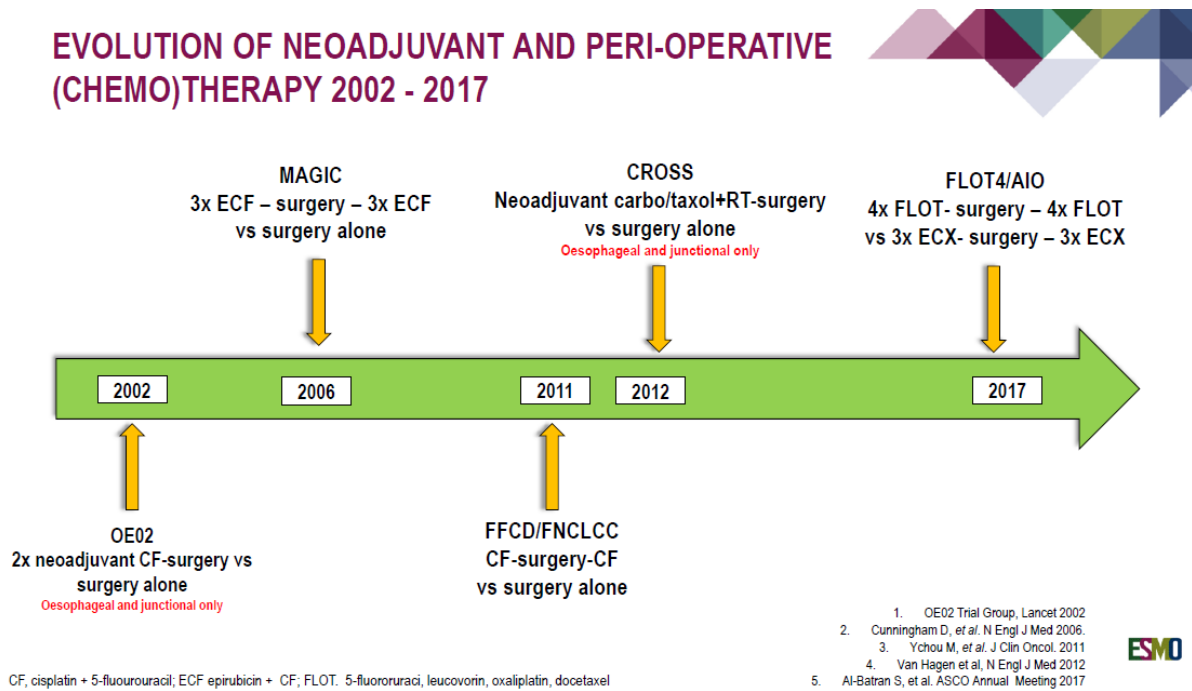 EVOLUTION OF NEOADJUVANT AND PERI-OPERATIVE
(CHEMO)THERAPY 2002 - 2017
MAGIC
3x ECF – surgery – 3x ECF
vs surgery alone
CROSS
Neoadjuvant carbo/taxol+RT-surgery
vs surgery alone
Oesophageal and junctional only
FLOT4/AIO
4x FLOT- surgery – 4x FLOT
vs 3x ECX- surgery – 3x ECX
2002
2006
2011
2012
2017
OE02
2x neoadjuvant CF-surgery vs
surgery alone
Oesophageal and junctional only
FFCD/FNCLCC
CF-surgery-CF
vs surgery alone
1. OE02 Trial Group, Lancet 2002
2. Cunningham D, et al. N Engl J Med 2006.
3. Ychou M, et al. J Clin Oncol. 2011
4. Van Hagen et al, N Engl J Med 2012
5. Al-Batran S, et al. ASCO Annual Meeting 2017
CF, cisplatin + 5-fluourouracil; ECF epirubicin + CF; FLOT. 5-fluororuraci, leucovorin, oxaliplatin, docetaxel
ESMO